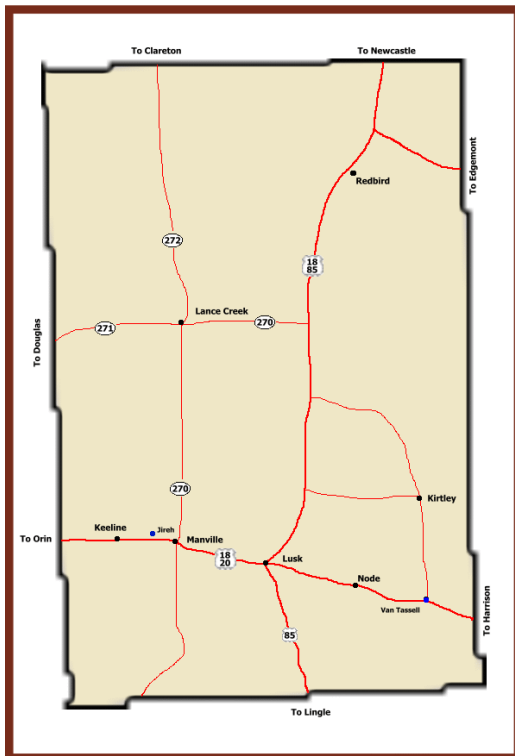 To Clareton
To Newcastle
To Edgemont
Redbird
272
18
85
Lance Creek
271
270
To Douglas
270
Kirtley
Keeline
Jireh
To Orin
Manville
18
20
Lusk
Node
Van Tassell
To Harrison
85
To Lingle